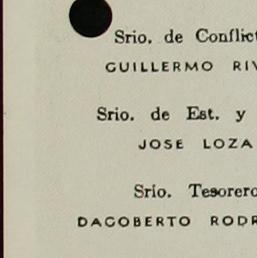 Srio. de Conflict
GUILLERMO RIV
Srio. de Est. y
JOSE LOZA
Srio. Tesorero
DAGOBERTO RODR